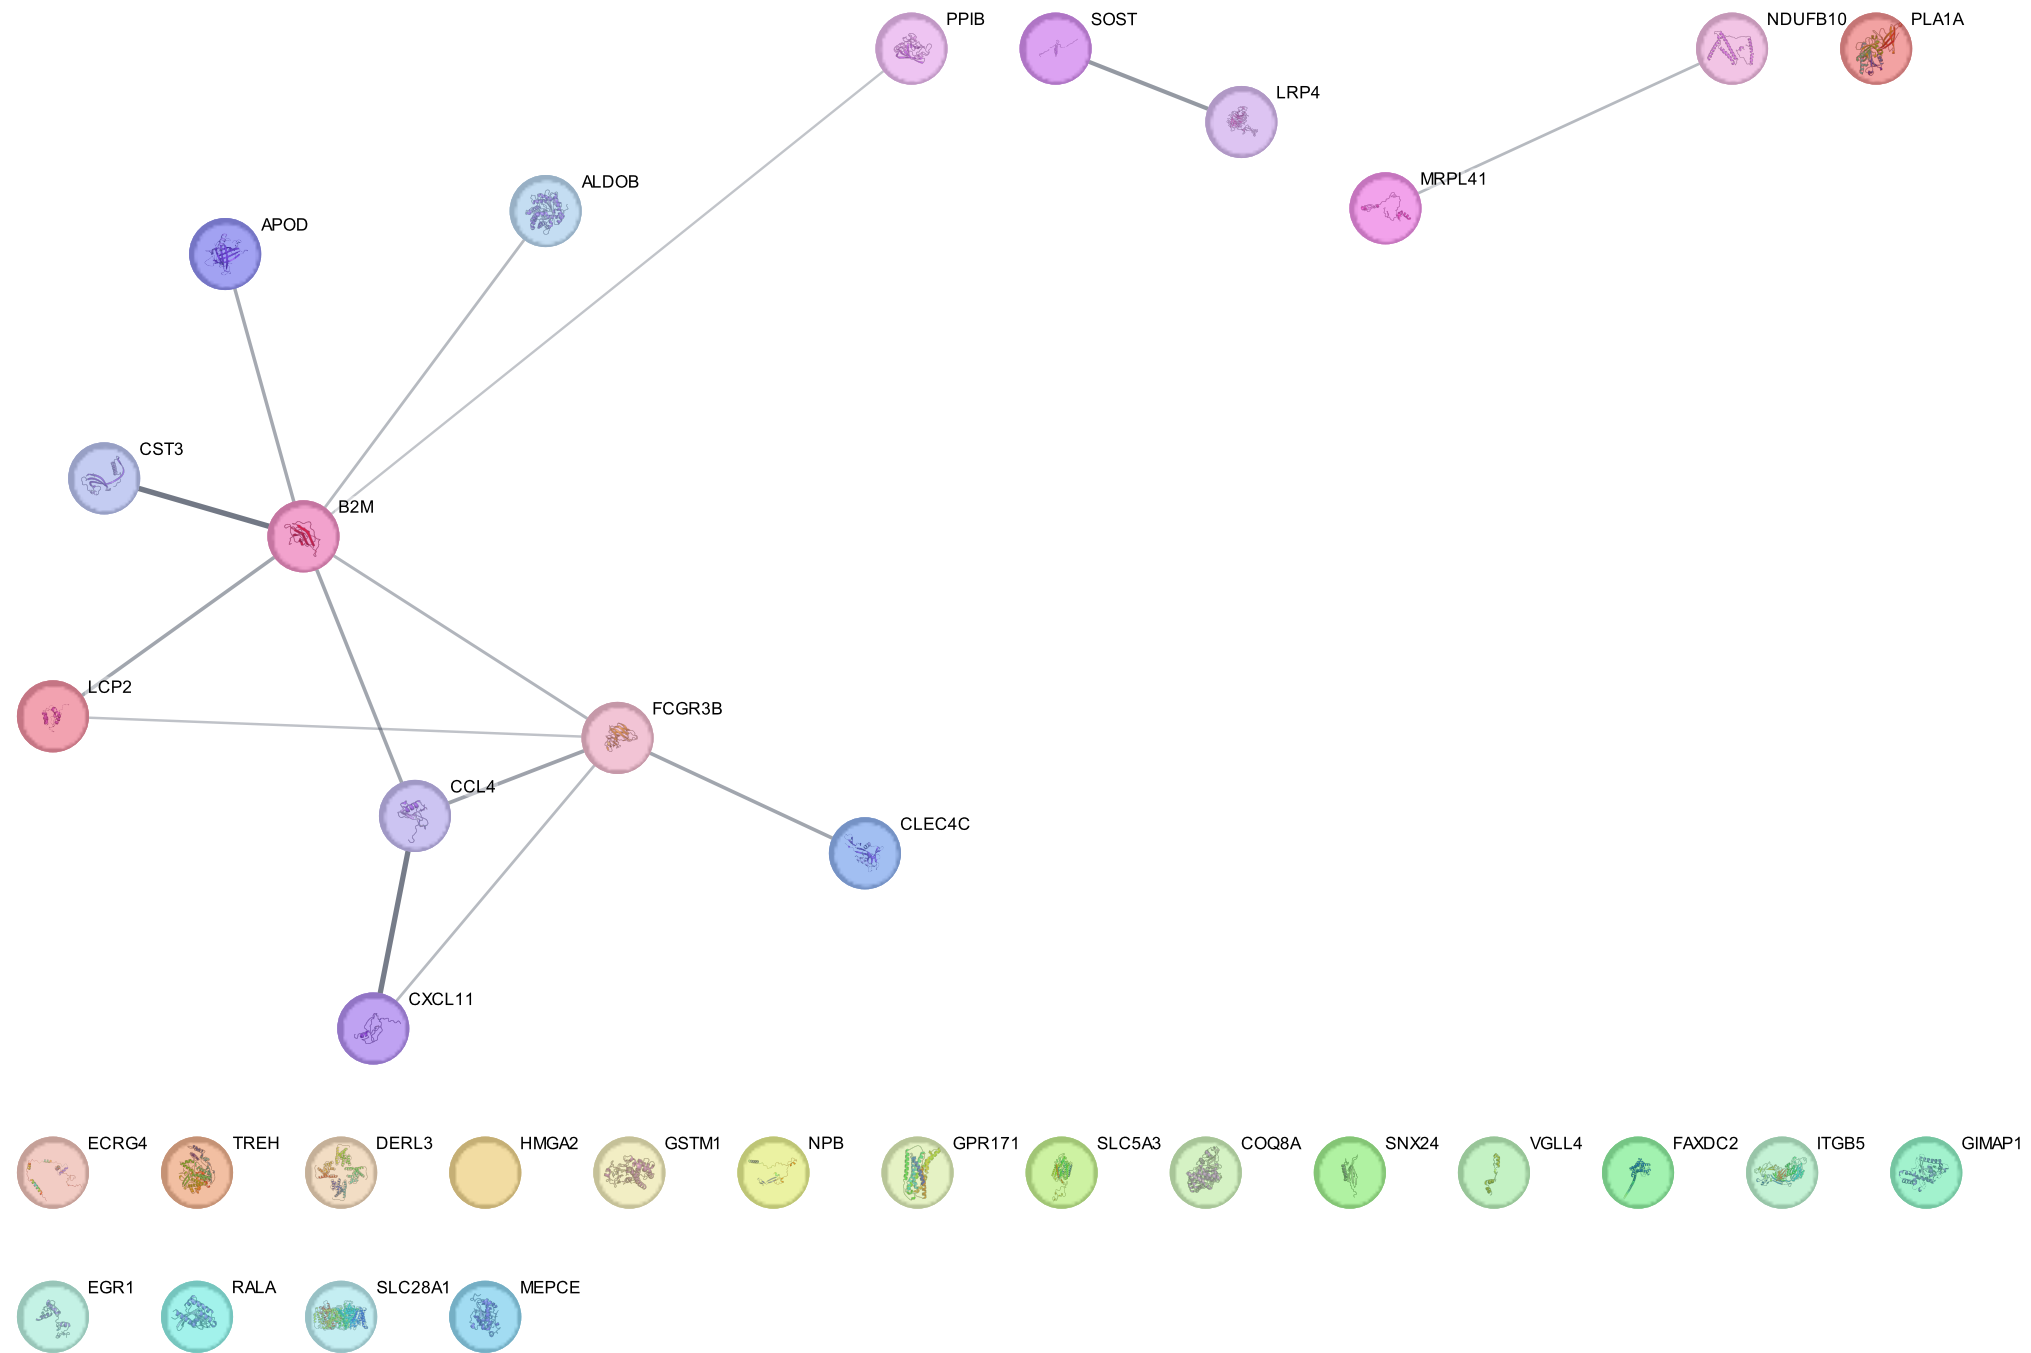 PPIB
SOST
NDUFB10
PLA1A
LRP4
MRPL41
ALDOB
APOD
CST3
B2M
LCP2
FCGR3B
CCL4
CLEC4C
CXCL11
ECRG4
TREH
DERL3
HMGA2
GSTM1
NPB
GPR171
SLC5A3
COQ8A
SNX24
VGLL4
FAXDC2
ITGB5
GIMAP1
EGR1
RALA
SLC28A1
MEPCE